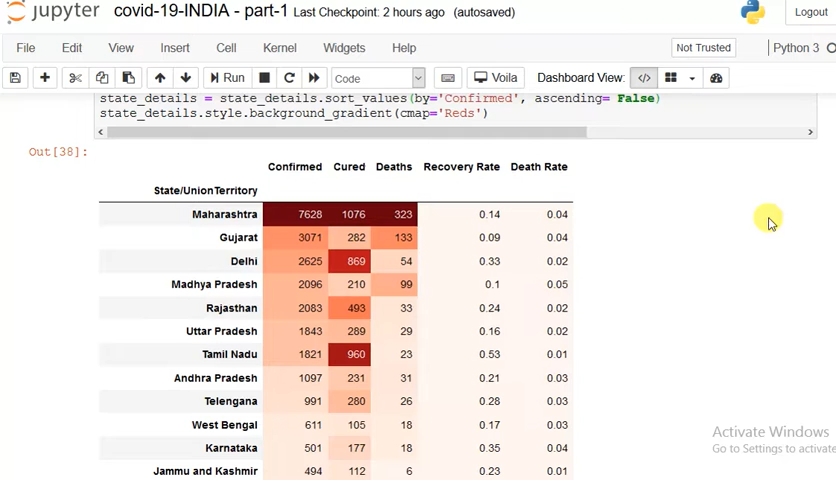 jupyter covid-19-INDIA - part-1 Last Checkpoint: 2 hours ago (autosaved) Logout
File Edit View Insert Cell Kernel Widgets Help Not Trusted Python 3
Run Code Voila Dashboard View:
state_details = state_details.sort_values(by='Confirmed', ascending= False)
state_details.style.background_gradient(cmap='Reds')
Out[38]:
Confirmed Cured Deaths Recovery Rate Death Rate
State/UnionTerritory
Maharashtra 7628 1076 323 0.14 0.04
Gujarat 3071 282 133 0.09 0.04
Delhi 2625 869 54 0.33 0.02
Madhya Pradesh 2096 210 99 0.1 0.05
Rajasthan 2083 493 33 0.24 0.02
Uttar Pradesh 1843 289 29 0.16 0.02
Tamil Nadu 1821 960 23 0.53 0.01
Andhra Pradesh 1097 231 31 0.21 0.03
Telengana 991 280 26 0.28 0.03
West Bengal 611 105 18 0.17 0.03
Karnataka 501 177 18 0.35 0.04
Jammu and Kashmir 494 112 6 0.23 0.01
Activate Windows
Go to Settings to activate